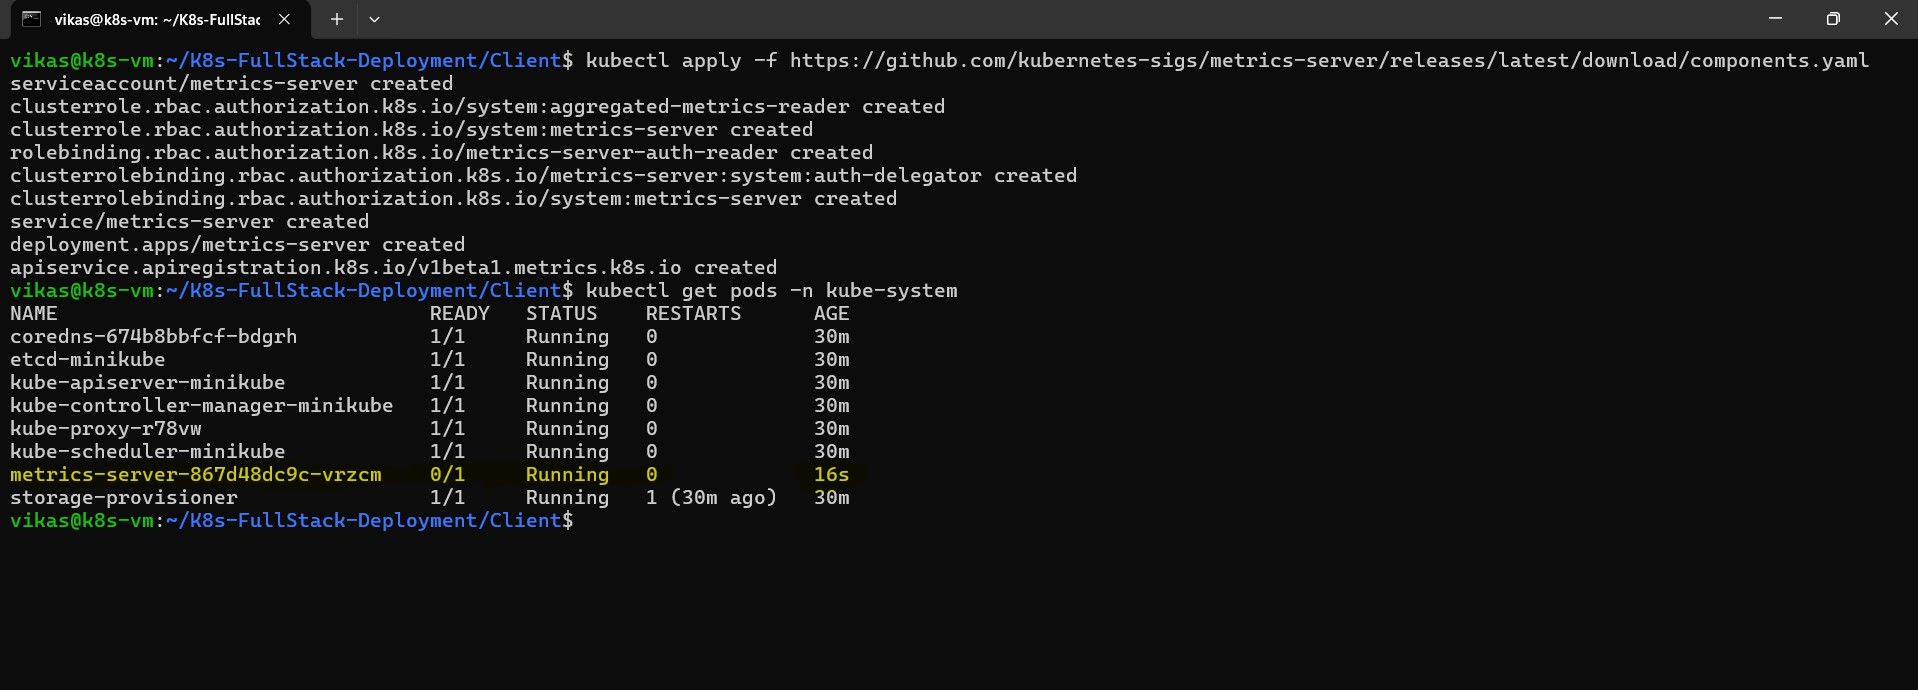 vikas@k8s-vm: ~/K8s-FullStac
vikas@k8s-vm:~/K8s-FullStack-Deployment/Client$ kubectl apply -f https://github.com/kubernetes-sigs/metrics-server/releases/latest/download/components.yaml
serviceaccount/metrics-server created
clusterrole.rbac.authorization.k8s.io/system:aggregated-metrics-reader created
clusterrole.rbac.authorization.k8s.io/system:metrics-server created
rolebinding.rbac.authorization.k8s.io/metrics-server-auth-reader created
clusterrolebinding.rbac.authorization.k8s.io/metrics-server:system:auth-delegator created
clusterrolebinding.rbac.authorization.k8s.io/system:metrics-server created
service/metrics-server created
deployment.apps/metrics-server created
apiservice.apiregistration.k8s.io/v1beta1.metrics.k8s.io created
vikas@k8s-vm:~/K8s-FullStack-Deployment/Client$ kubectl get pods -n kube-system
NAME READY STATUS RESTARTS AGE
coredns-674b8bbfcf-bdgrh 1/1 Running 0 30m
etcd-minikube 1/1 Running 0 30m
kube-apiserver-minikube 1/1 Running 0 30m
kube-controller-manager-minikube 1/1 Running 0 30m
kube-proxy-r78vw 1/1 Running 0 30m
kube-scheduler-minikube 1/1 Running 0 30m
metrics-server-867d48dc9c-vrzcm 0/1 Running 0 16s
storage-provisioner 1/1 Running 1 (30m ago) 30m
vikas@k8s-vm:~/K8s-FullStack-Deployment/Client$